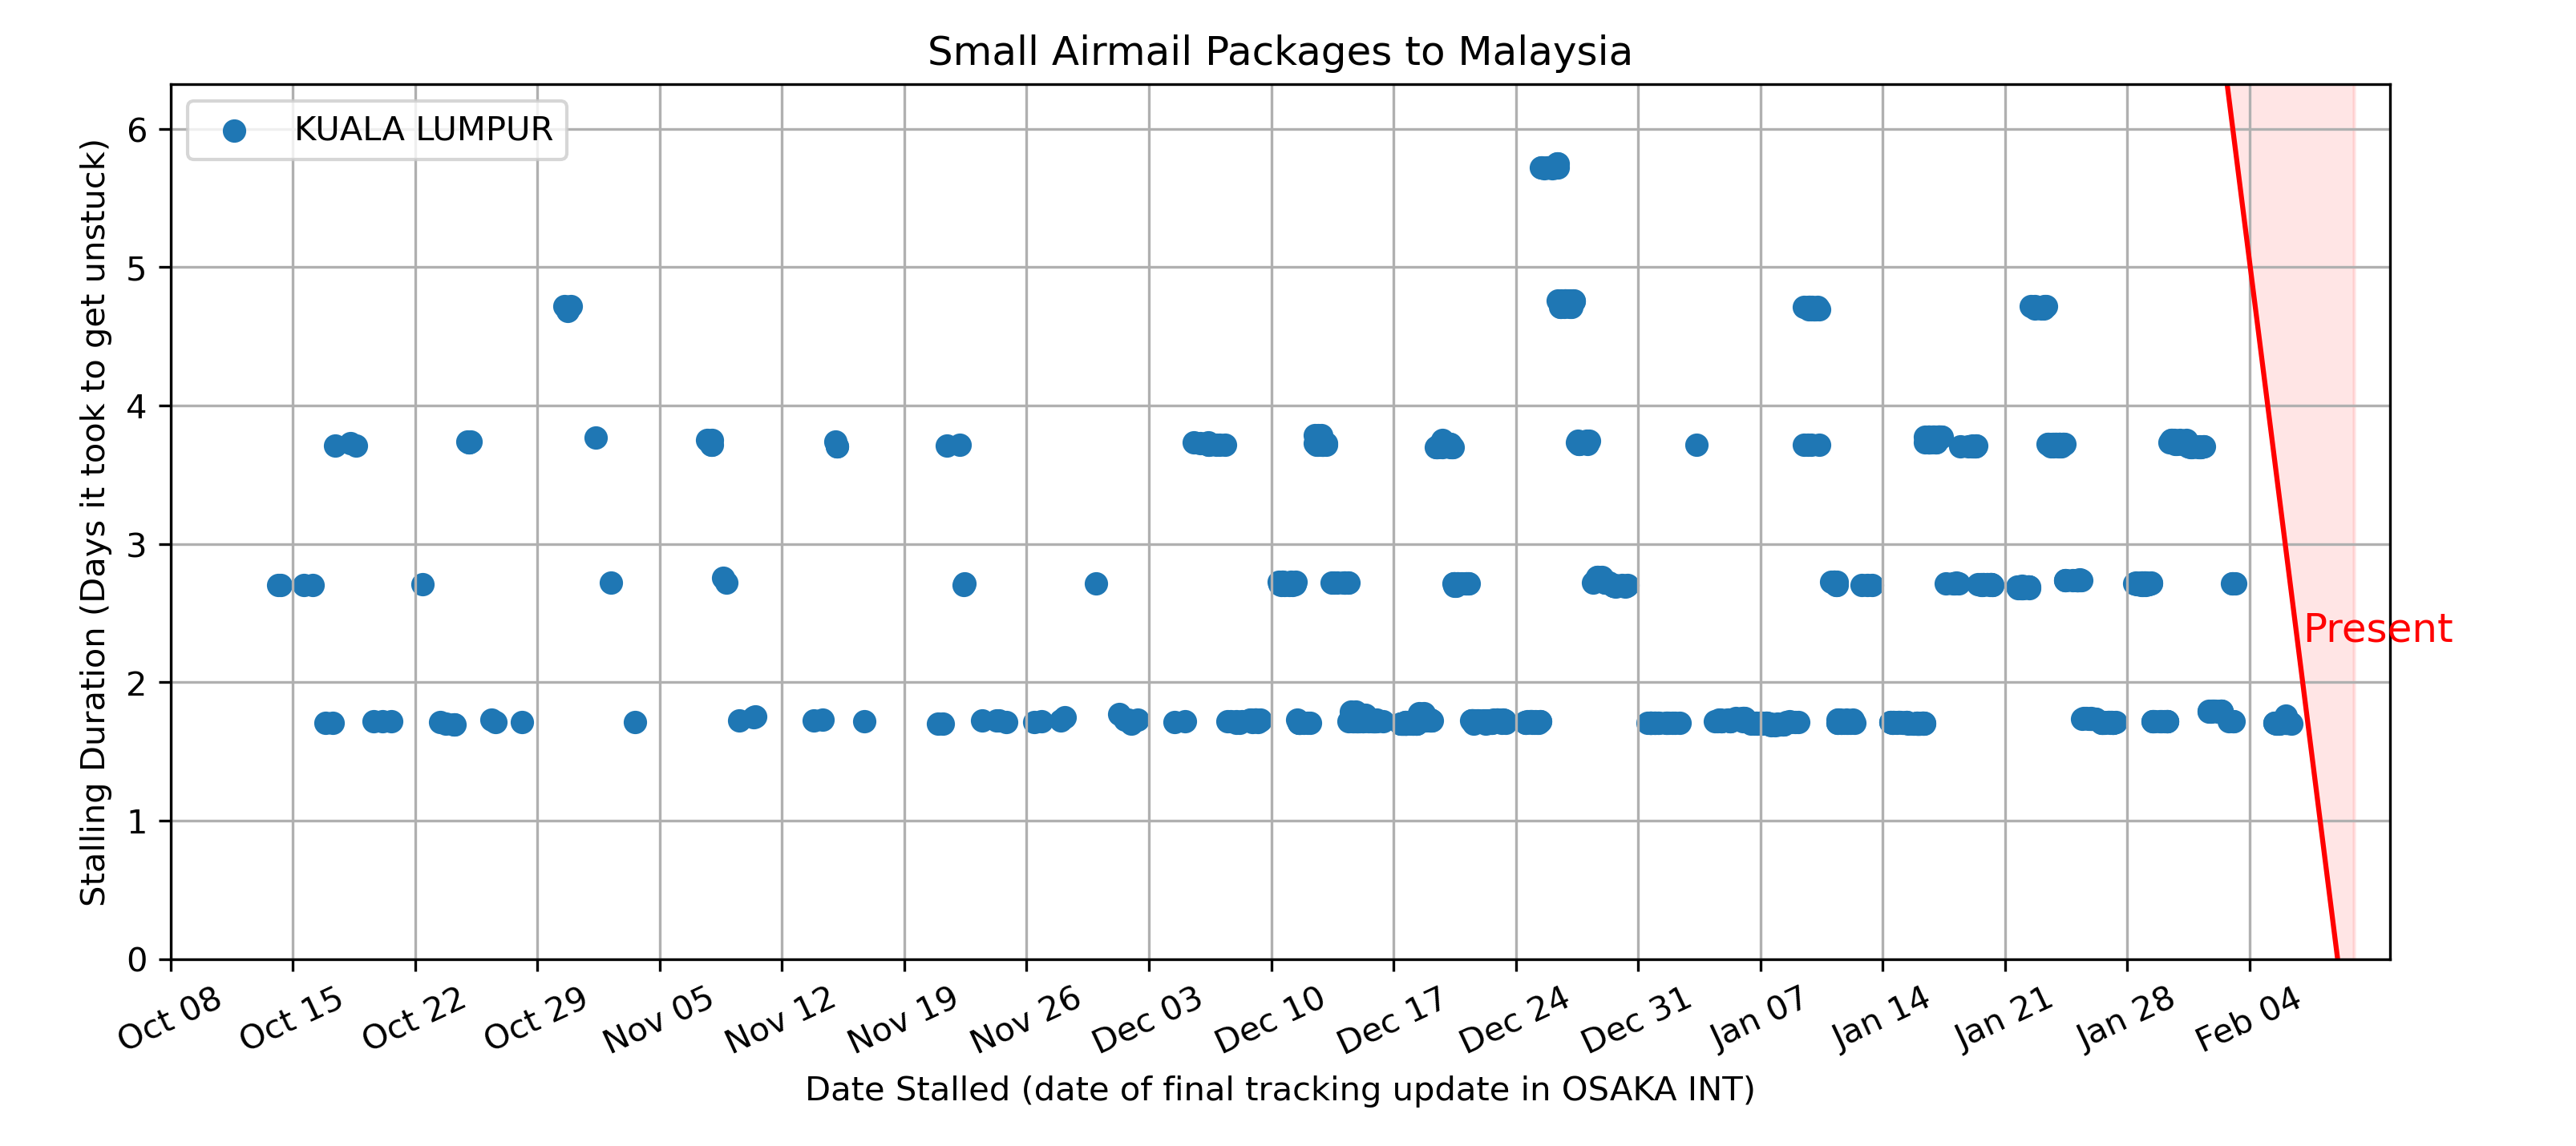 Small Airmail Packages to Malaysia
KUALA LUMPUR
Stalling Duration (Days it took to get unstuck)
6
5
4
3
2
1
0
Present
Oct 08
Oct 15
Oct 22
Oct 29
Nov 05
Nov 12
Nov 19
Nov 26
Dec 03
Dec 10
Dec 17
Dec 24
Dec 31
Jan 07
Jan 14
Jan 21
Jan 28
Feb 04
Date Stalled (date of final tracking update in OSAKA INT)